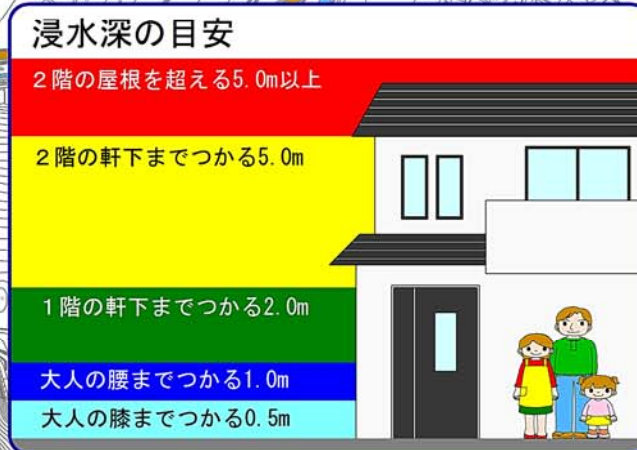 浸水深の目安
２階の屋根を超える5.0m以上
２階の軒下までつかる5.0m
１階の軒下までつかる2.0m
大人の腰までつかる1.0m
大人の膝までつかる0.5m